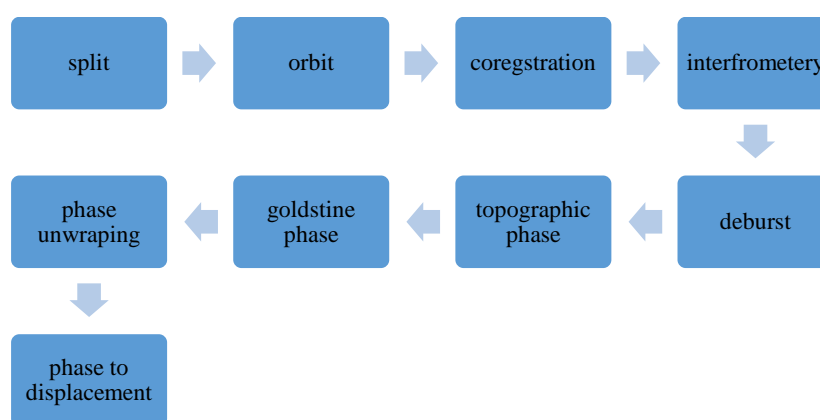 split
orbit
coregstration
interfrometery
deburst
topographic
phase
goldstine
phase
phase
unwraping
phase to
displacement